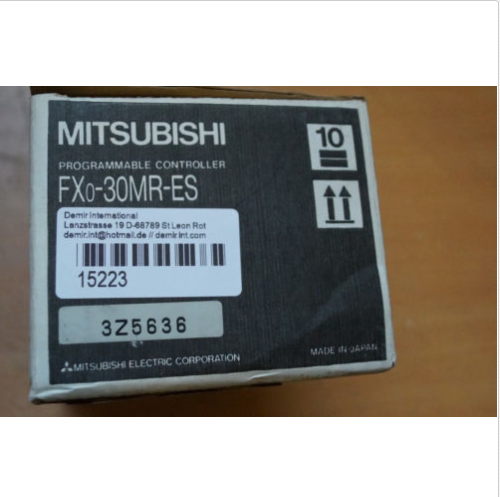 MITSUBISHI
10
PROGRAMMABLE CONTROLLER
FX0-30MR-ES
Demir International
Lanzstrasse 19 D-68789 St Leon Rot
demir.int@hotmail.de // demir.int.com
15223
3Z5636
MITSUBISHI ELECTRIC CORPORATION
MADE IN JAPAN